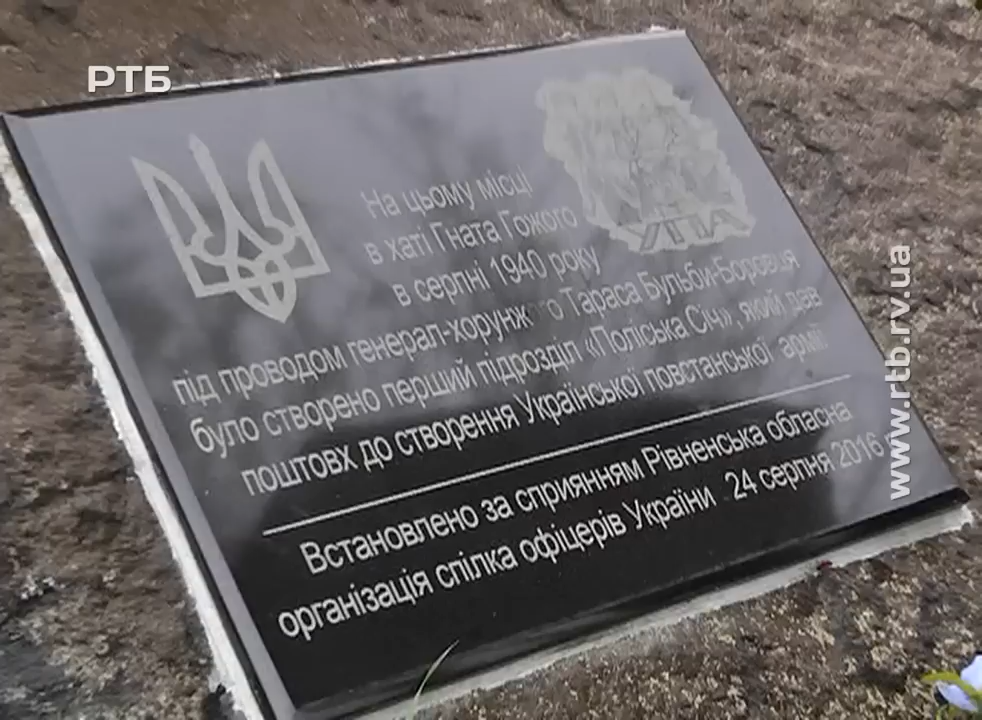 РТБ
УПА
На цьому місці
в хаті Гната Гожого
в серпні 1940 року
під проводом генерал-хорунжого Тараса Бульби-Боровця
було створено перший підрозділ «Поліська Січ», який дав
поштовх до створення Української повстанської армії
Встановлено за сприянням Рівненська обласна
організація спілка офіцерів України 24 серпня 2016
www.rtb.rv.ua